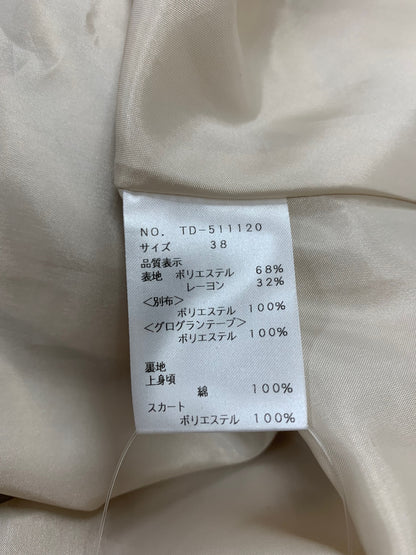 NO. TD-511120
サイズ 38
品質表示
表地 ポリエステル 68%
レーヨン 32%
<別布>
ポリエステル 100%
<グログランテープ>
ポリエステル 100%
裏地
上身頃
綿 100%
スカート
ポリエステル 100%